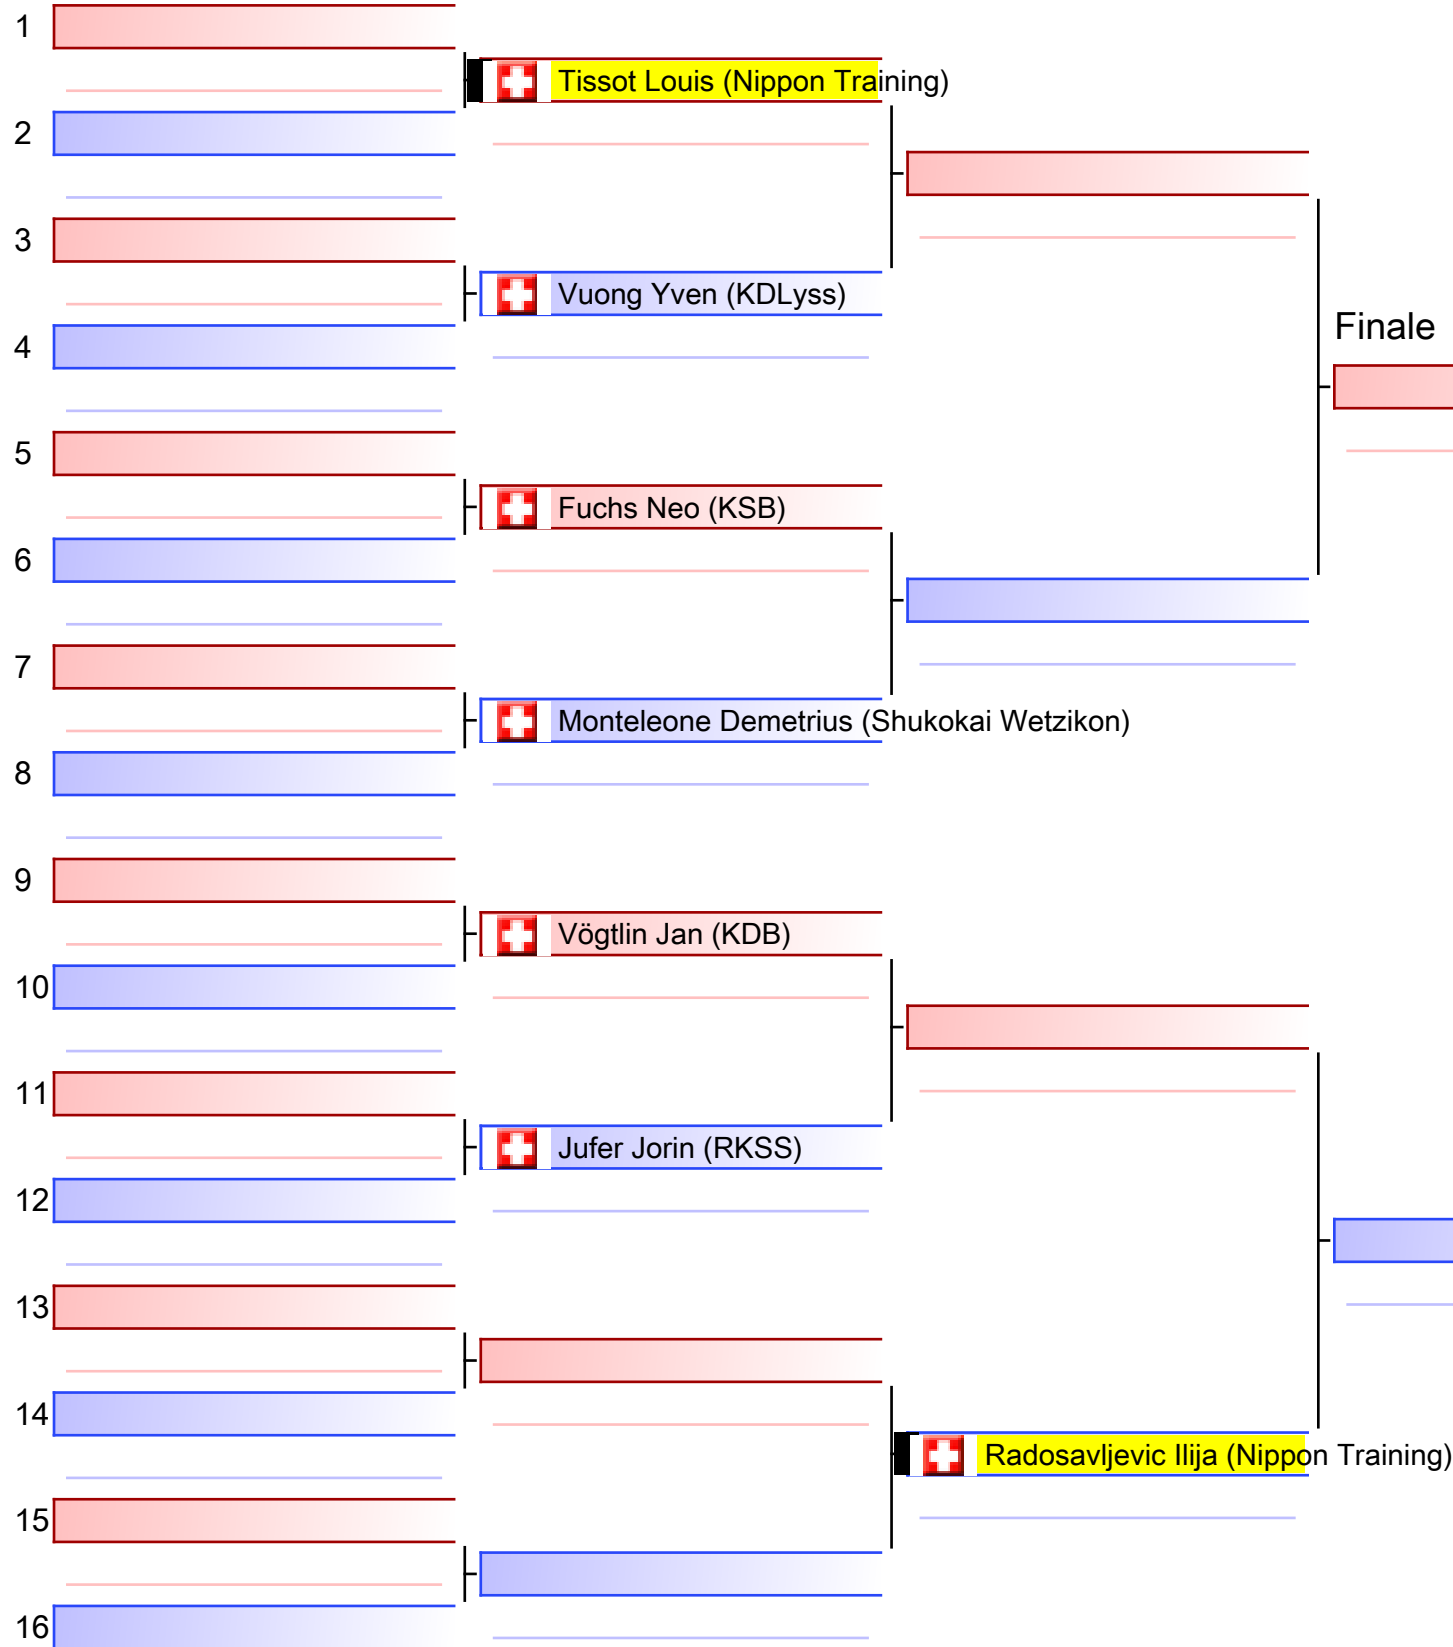 1
Tissot Louis (Nippon Training)
2
3
Vuong Yven (KDLyss)
Finale
4
5
Fuchs Neo (KSB)
6
7
Monteleone Demetrius (Shukokai Wetzikon)
8
9
Vögtlin Jan (KDB)
10
11
Jufer Jorin (RKSS)
12
13
14
Radosavljevic Ilija (Nippon Training)
15
16